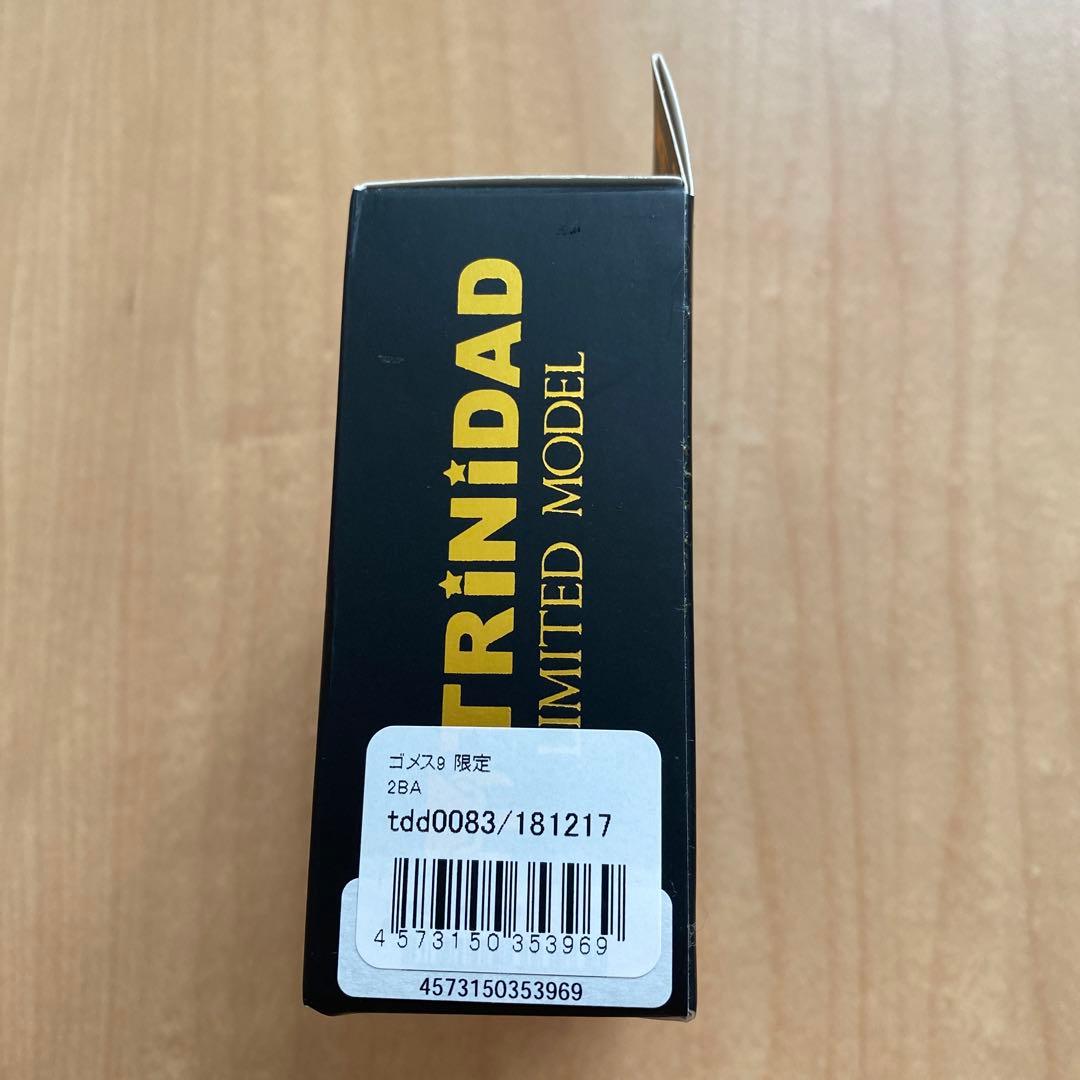 TRiNiDAD
LIMITED MODEL
ゴメス9 限定
2BA
tdd0083/181217
4 573150 353969
4573150353969